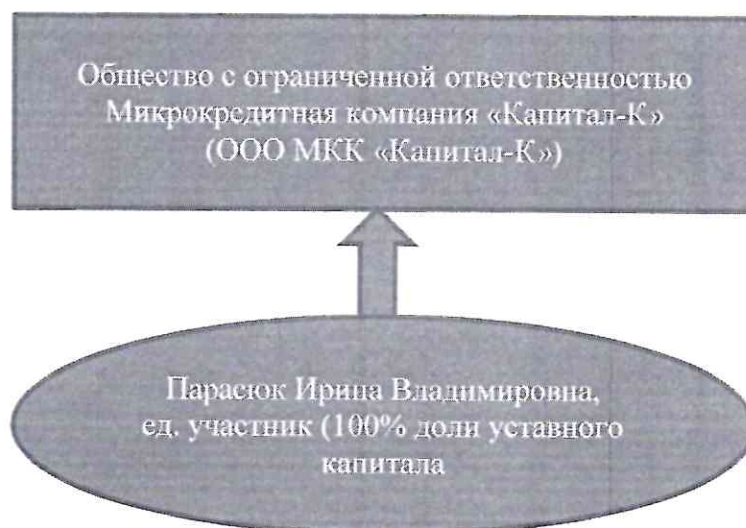 Общество с ограниченной ответственностью
Микрокредитная компания «Капитал-К»
(ООО МКК «Капитал-К»)
Парасюк Ирина Владимировна,
ед. участник (100% доли уставного
капитала